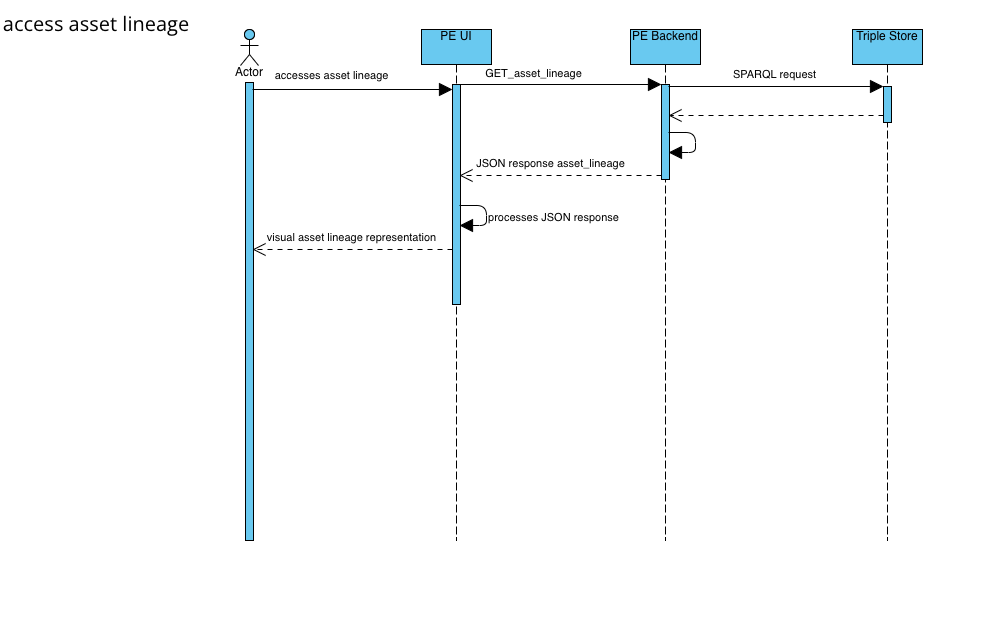 access asset lineage
Actor
PE UI
PE Backend
Triple Store
accesses asset lineage
GET_asset_lineage
SPARQL request
JSON response asset_lineage
processes JSON response
visual asset lineage representation